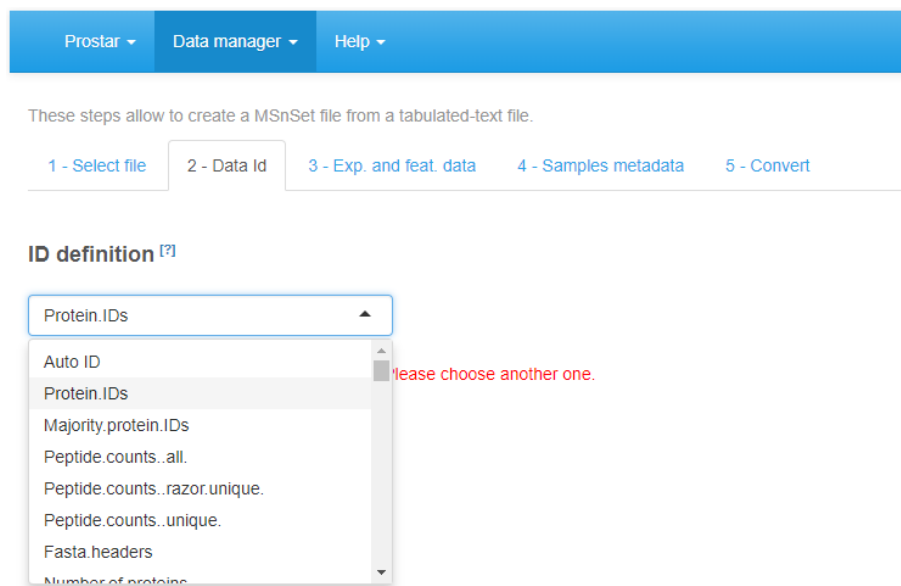 Prostar Data manager Help
These steps allow to create a MSnSet file from a tabulated-text file.
1 - Select file 2 - Data Id 3 - Exp. and feat. data 4 - Samples metadata 5 - Convert
ID definition [?]
Protein.IDs
Auto ID
Please choose another one.
Protein.IDs
Majority.protein.IDs
Peptide.counts..all.
Peptide.counts..razor.unique.
Peptide.counts..unique.
Fasta.headers
Number.of.proteins